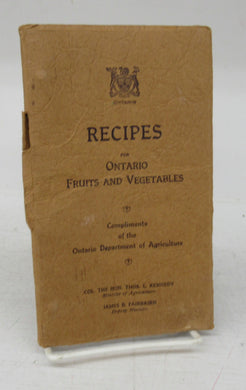 ONTARIO
RECIPES
FOR
ONTARIO
FRUITS AND VEGETABLES
Compliments
of the
Ontario Department of Agriculture
COL. THE HON. THOS. L. KENNEDY
Minister of Agriculture
JAMES B. FAIRBAIRN
Deputy Minister